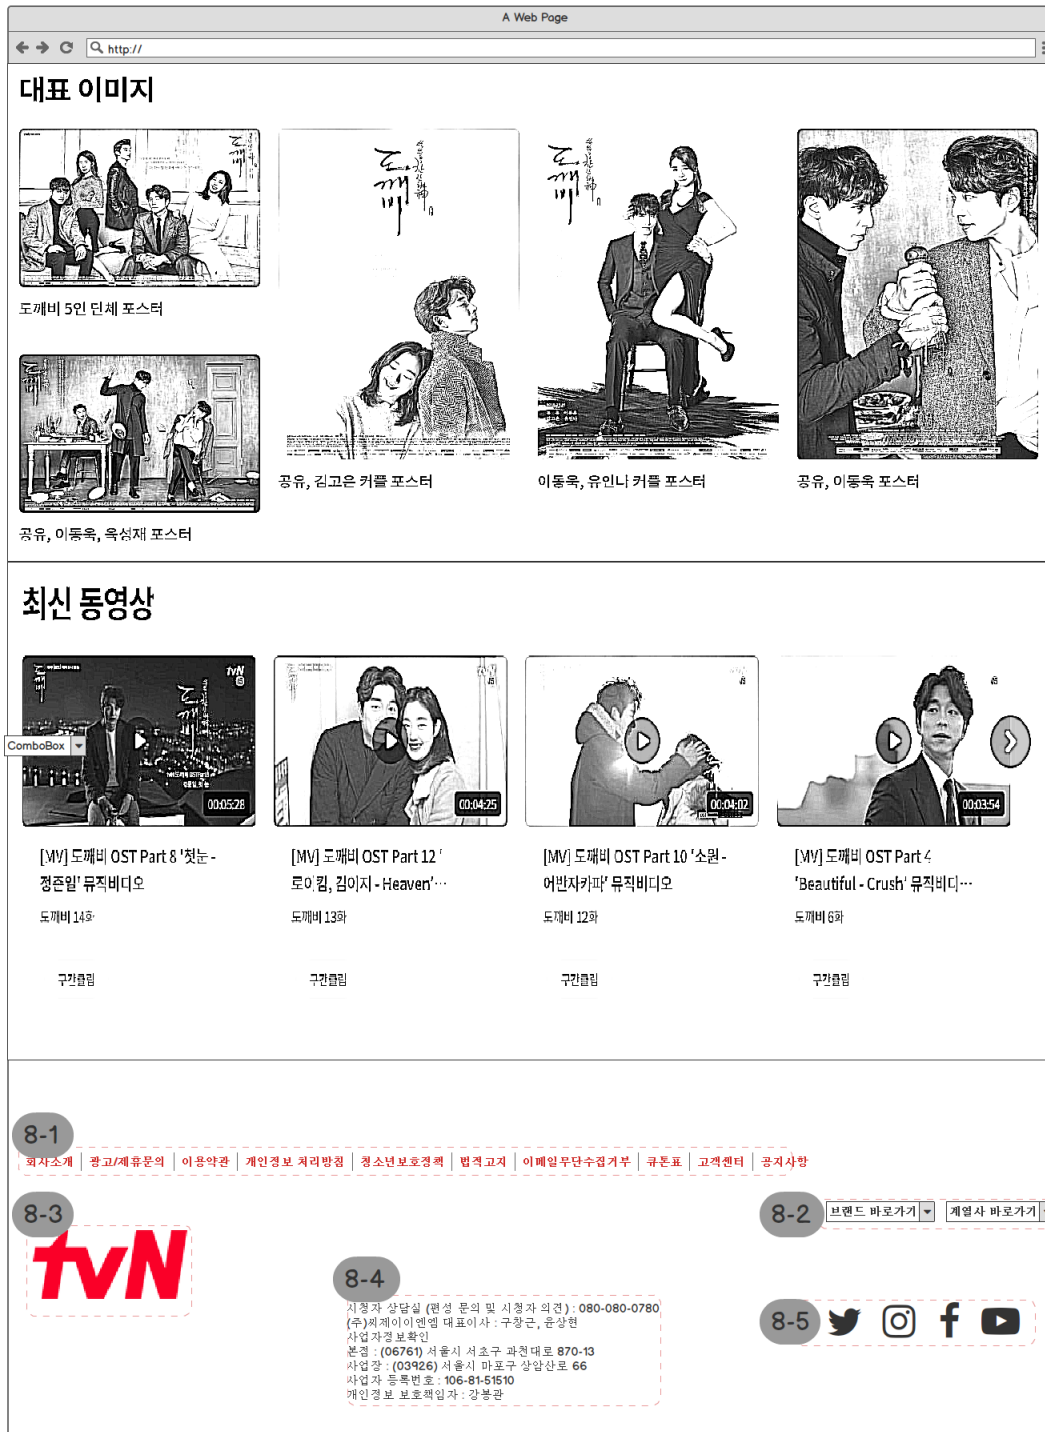 A Web Page
http://
대표 이미지
도깨비
도깨비
도깨비 5인 단체 포스터
공유, 김고은 커플 포스터
이동욱, 유인나 커플 포스터
공유, 이동욱 포스터
공유, 이동욱, 육성재 포스터
최신 동영상
tvN
도깨비
ComboBox
00:05:28
00:04:25
00:04:02
00:03:54
[MV] 도깨비 OST Part 8 '첫눈 -
정준일' 뮤직비디오
도깨비 14화
구간클립
[MV] 도깨비 OST Part 12 '
로이킴, 김이지 - Heaven'…
도깨비 13화
구간클립
[MV] 도깨비 OST Part 10 '소원 -
어반자카파' 뮤직비디오
도깨비 12화
구간클립
[MV] 도깨비 OST Part 4
'Beautiful - Crush' 뮤직비디…
도깨비 6화
구간클립
8-1
회사소개 | 광고/제휴문의 | 이용약관 | 개인정보 처리방침 | 청소년보호정책 | 법적고지 | 이메일무단수집거부 | 큐톤표 | 고객센터 | 공지사항
8-3
tvN
8-2
브랜드 바로가기
계열사 바로가기
8-4
시청자 상담실 (편성 문의 및 시청자 의견) : 080-080-0780
(주)씨제이이엔엠 대표이사 : 구창근, 윤상현
사업자정보확인
본점 : (06761) 서울시 서초구 과천대로 870-13
사업장 : (03926) 서울시 마포구 상암산로 66
사업자 등록번호 : 106-81-51510
개인정보 보호책임자 : 강봉관
8-5